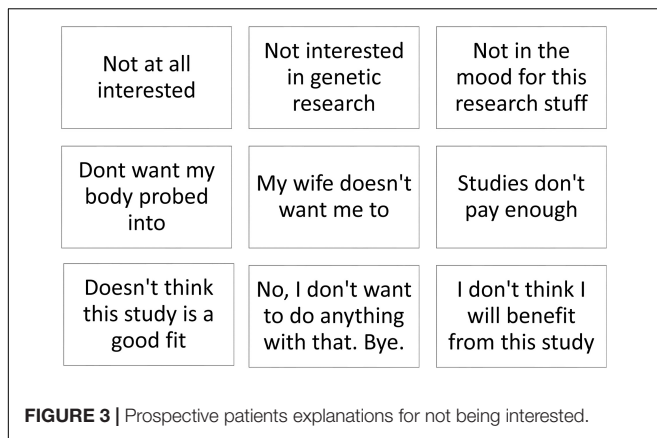 Not at all
interested
Not interested
in genetic
research
Not in the
mood for this
research stuff
Dont want my
body probed
into
My wife doesn't
want me to
Studies don't
pay enough
Doesn't think
this study is a
good fit
No, I don't want
to do anything
with that. Bye.
I don't think I
will benefit
from this study
FIGURE 3 | Prospective patients explanations for not being interested.